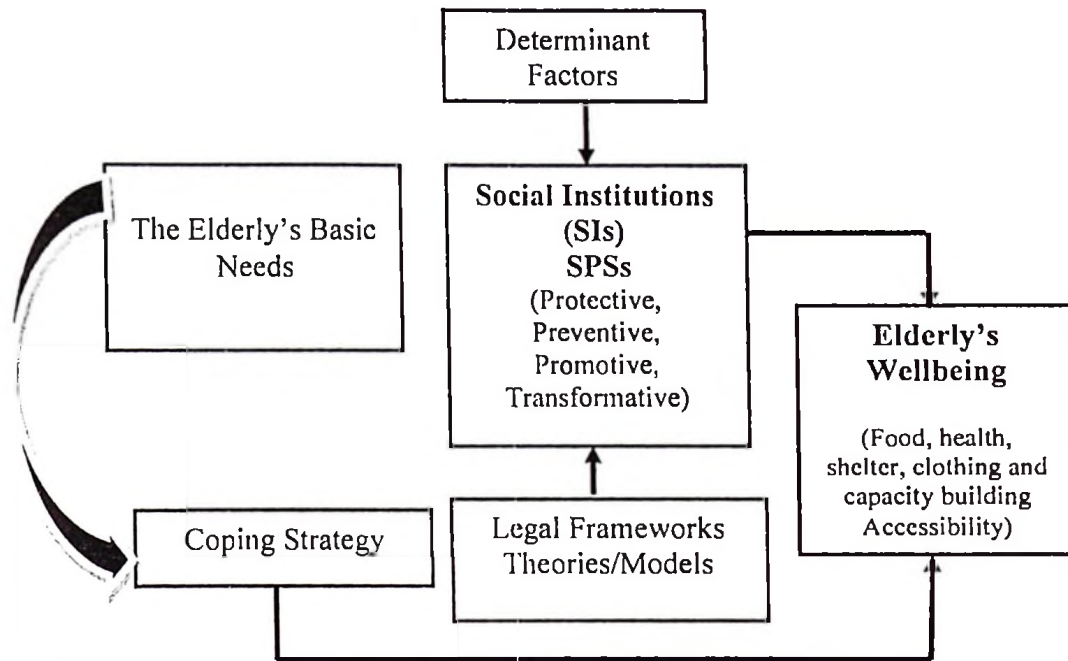 Determinant
Factors
The Elderly's Basic
Needs
Social Institutions
(SIs)
SPSs
(Protective,
Preventive,
Promotive,
Transformative)
Elderly's
Wellbeing
(Food, health,
shelter, clothing and
capacity building
Accessibility)
Coping Strategy
Legal Frameworks
Theories/Models